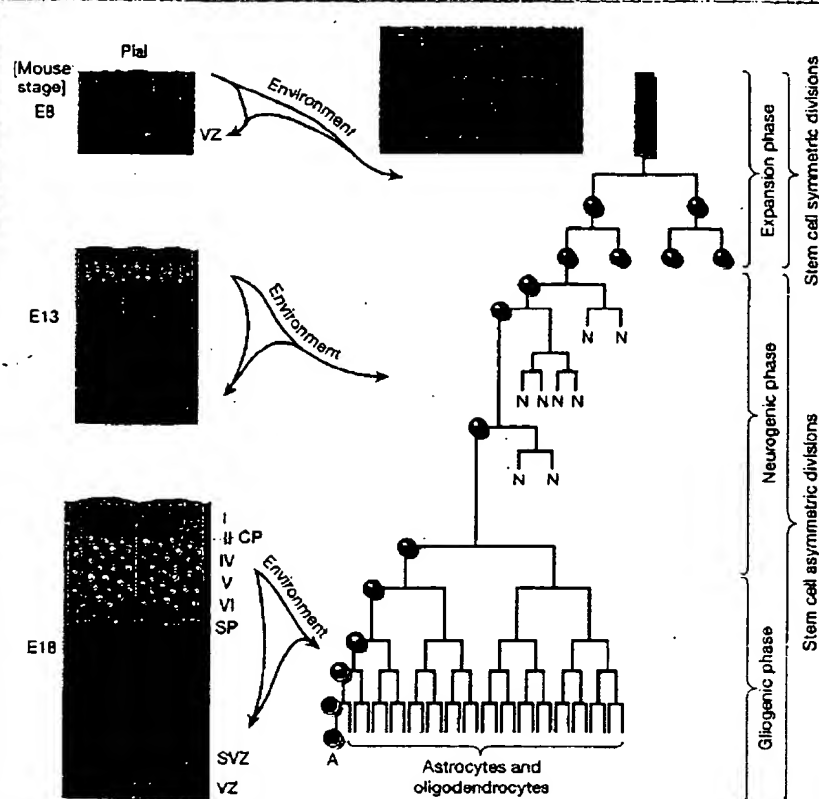 Pial
[Mouse stage]
E8
VZ
Environment
E13
Environment
E18
I
II CP
IV
V
VI
SP
SVZ
VZ
Environment
N N
N N N N
N N
A
Astrocytes and
oligodendrocytes
Expansion phase
Neurogenic phase
Gliogenic phase
Stem cell symmetric divisions
Stem cell asymmetric divisions